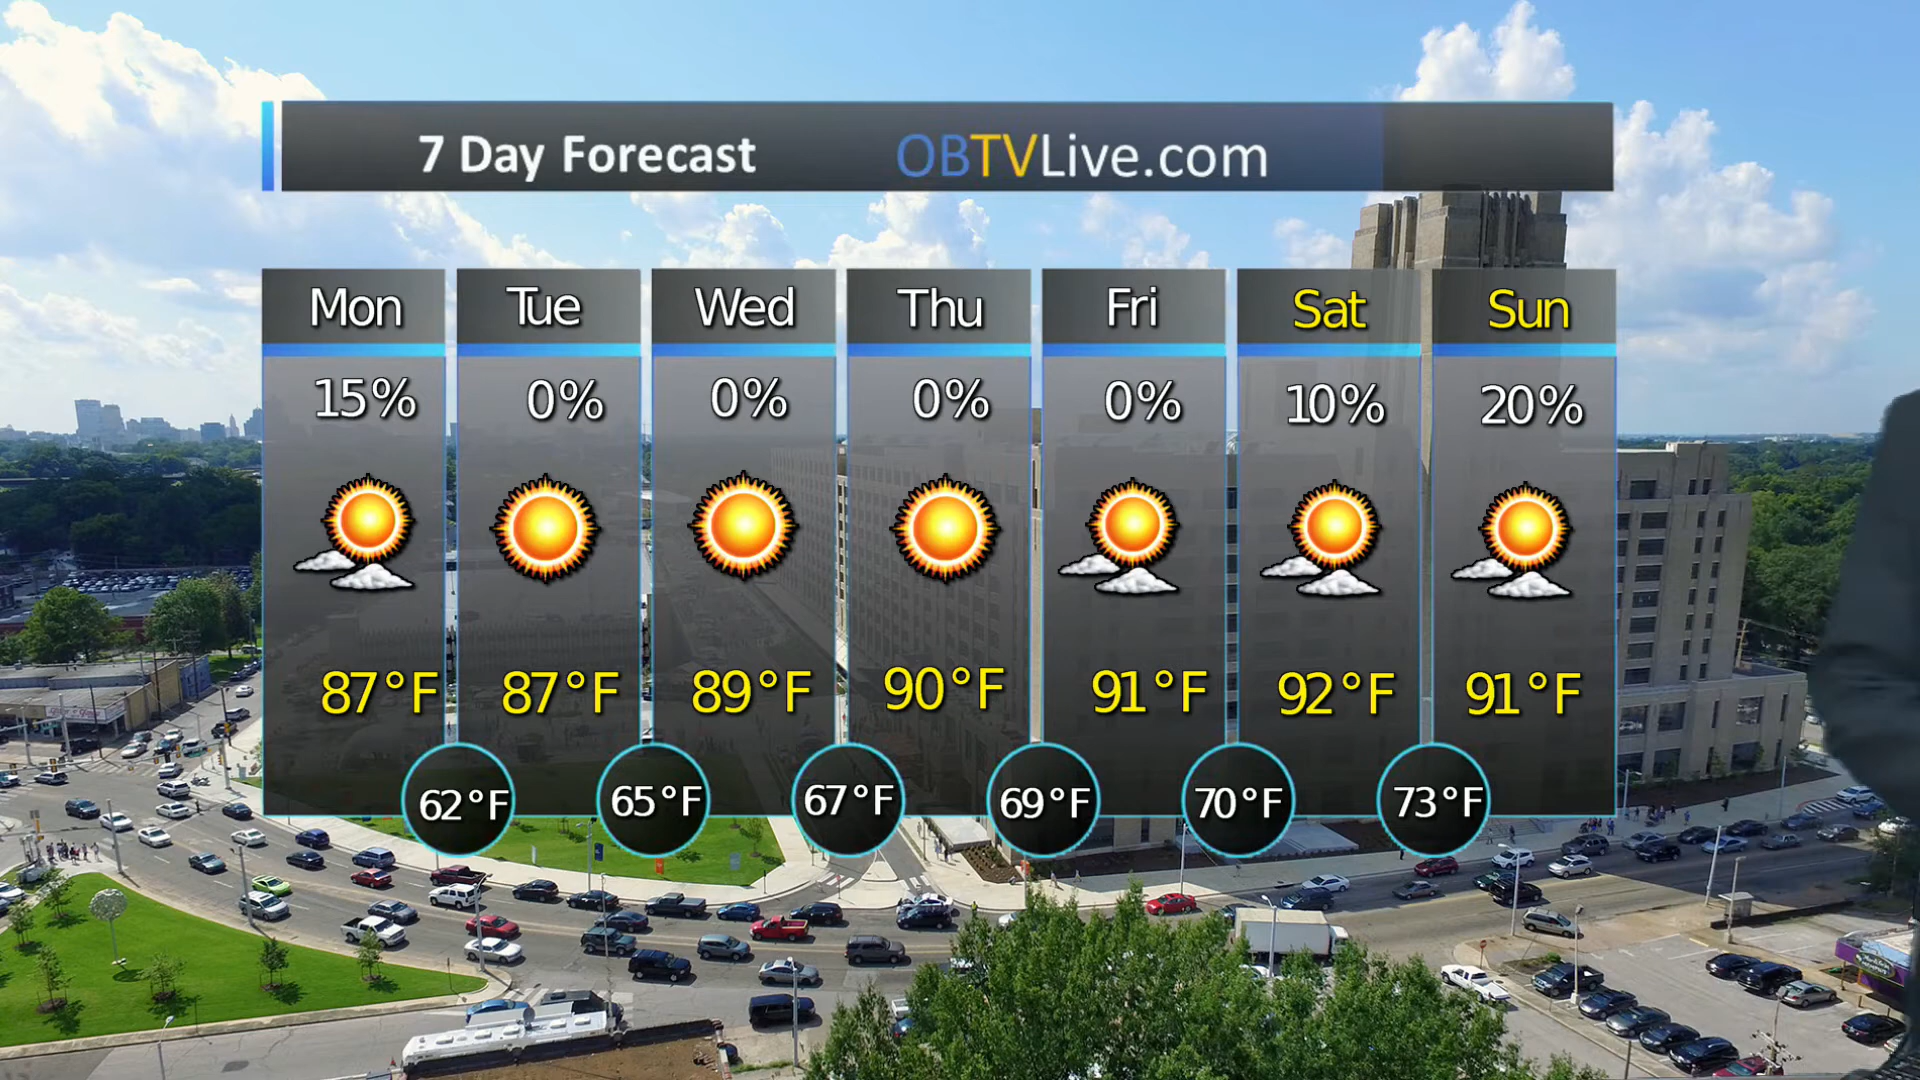 7 Day Forecast OBTVLive.com
Mon Tue Wed Thu Fri Sat Sun
15% 0% 0% 0% 0% 10% 20%
87°F 87°F 89°F 90°F 91°F 92°F 91°F
62°F 65°F 67°F 69°F 70°F 73°F